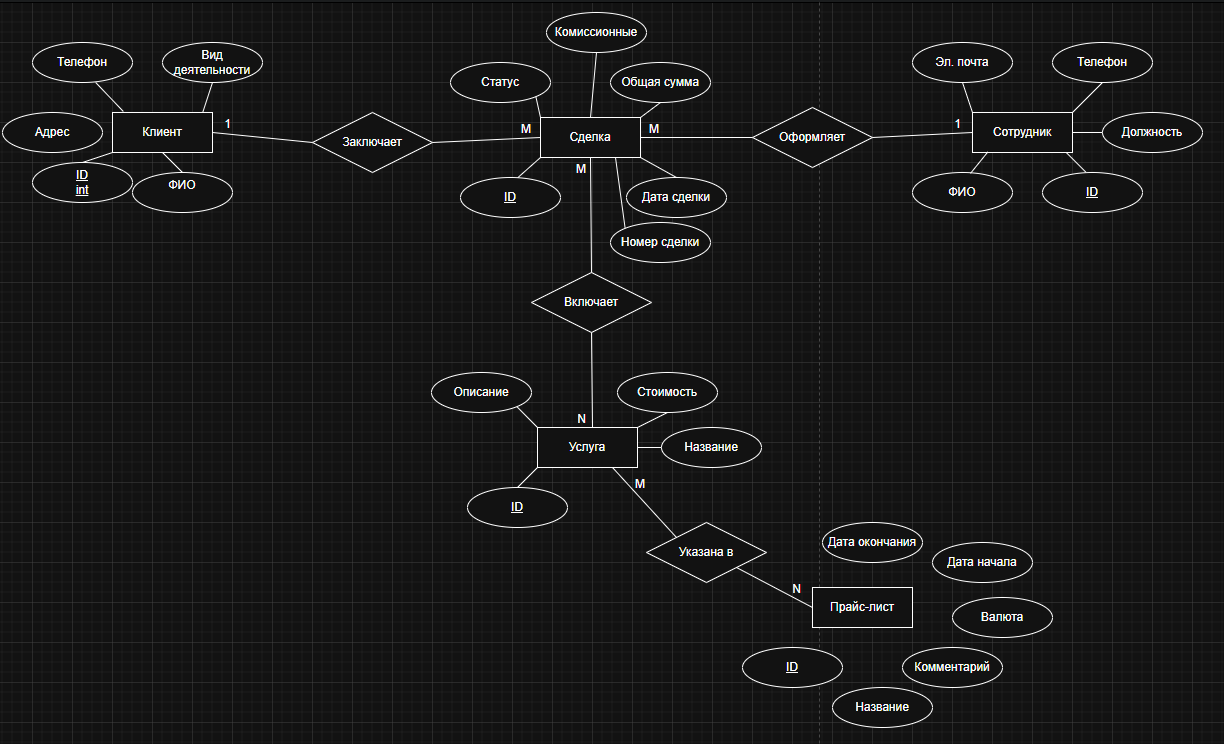 Комиссионные
Телефон
Вид
деятельности
Статус
Общая сумма
Эл. почта
Телефон
Адрес
Клиент
1
Заключает
M
Сделка
M
Оформляет
1
Сотрудник
Должность
ID
int
ФИО
M
ID
Дата сделки
ФИО
ID
Номер сделки
Включает
Описание
Стоимость
N
Услуга
Название
M
ID
Указана в
Дата окончания
Дата начала
N
Прайс-лист
Валюта
ID
Комментарий
Название